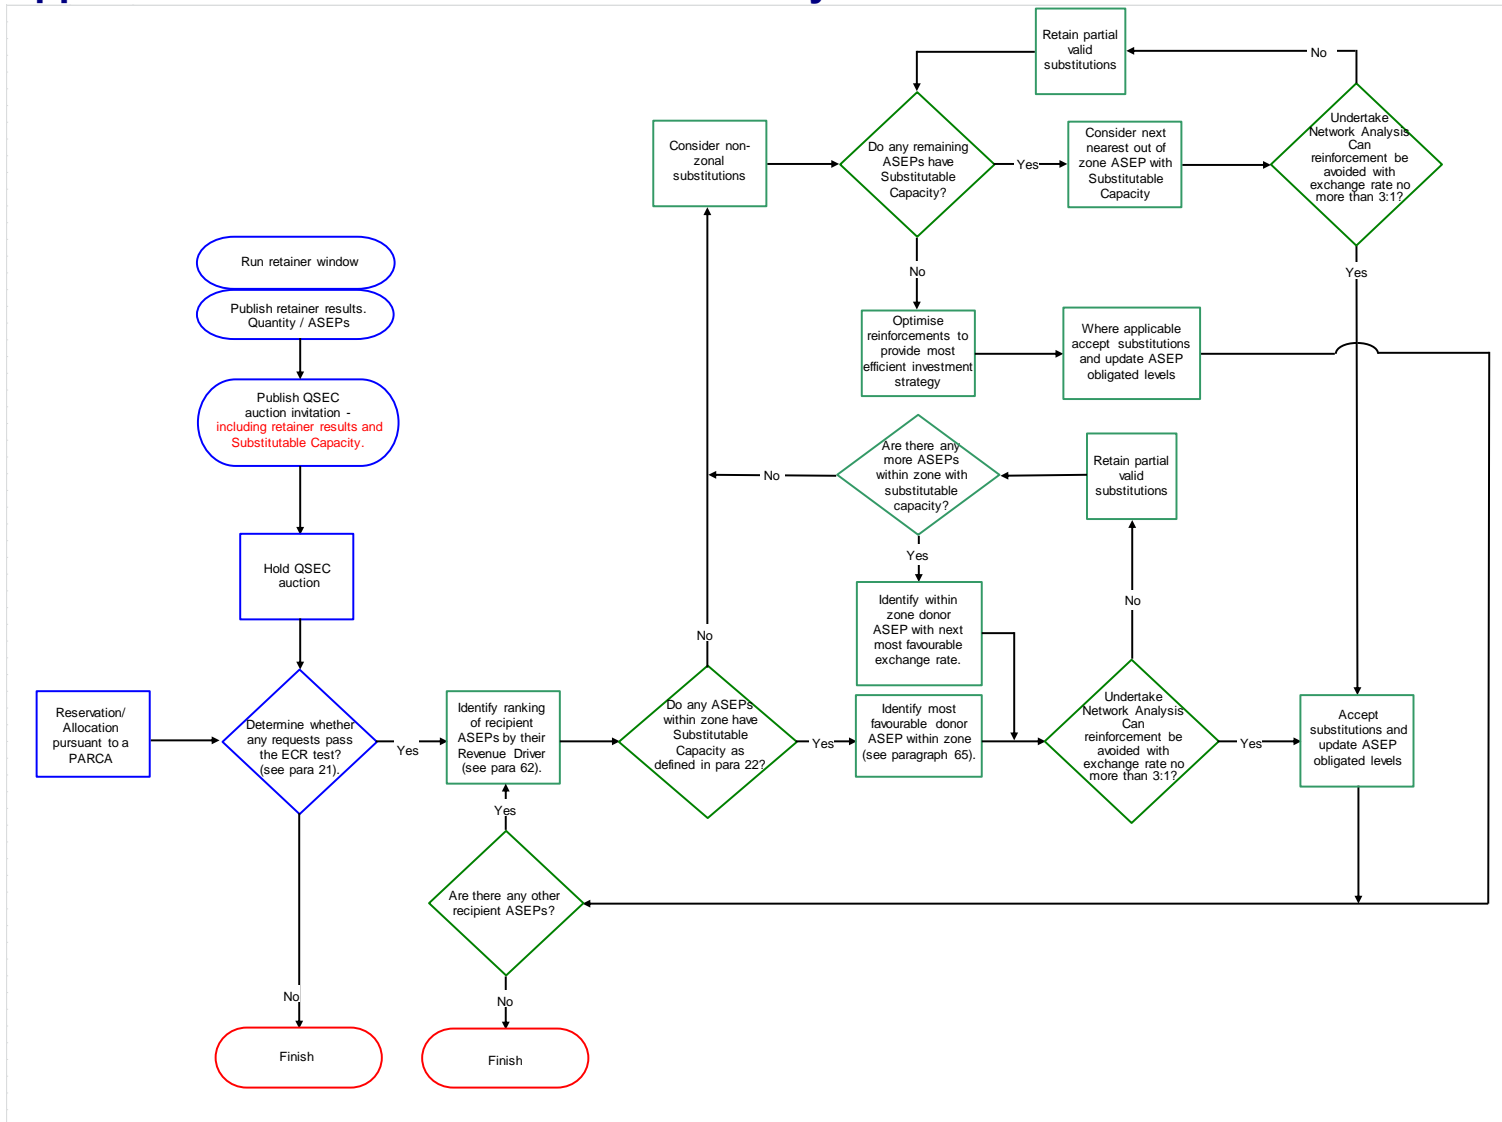 Retain partial
valid
substitutions
No
Consider non-
zonal
substitutions
Do any remaining
ASEPs have
Substitutable
Capacity?
Yes
Consider next
nearest out of
zone ASEP with
Substitutable
Capacity
Undertake
Network Analysis
Can
reinforcement be
avoided with
exchange rate no
more than 3:1?
Run retainer window
No
Yes
Publish retainer results.
Quantity / ASEPs
Optimise
reinforcements to
provide most
efficient investment
strategy
Where applicable
accept substitutions
and update ASEP
obligated levels
Publish QSEC
auction invitation -
including retainer results and
Substitutable Capacity.
No
Are there any
more ASEPs
within zone with
substitutable
capacity?
Retain partial
valid
substitutions
Yes
Hold QSEC
auction
Identify within
zone donor
ASEP with next
most favourable
exchange rate.
No
No
Reservation/
Allocation
pursuant to a
PARCA
Determine whether
any requests pass
the ECR test?
(see para 21).
Yes
Identify ranking
of recipient
ASEPs by their
Revenue Driver
(see para 62).
Do any ASEPs
within zone have
Substitutable
Capacity as
defined in para 22?
Yes
Identify most
favourable donor
ASEP within zone
(see paragraph 65).
Undertake
Network Analysis
Can
reinforcement be
avoided with
exchange rate no
more than 3:1?
Yes
Accept
substitutions and
update ASEP
obligated levels
Yes
Are there any other
recipient ASEPs?
No
No
Finish
Finish